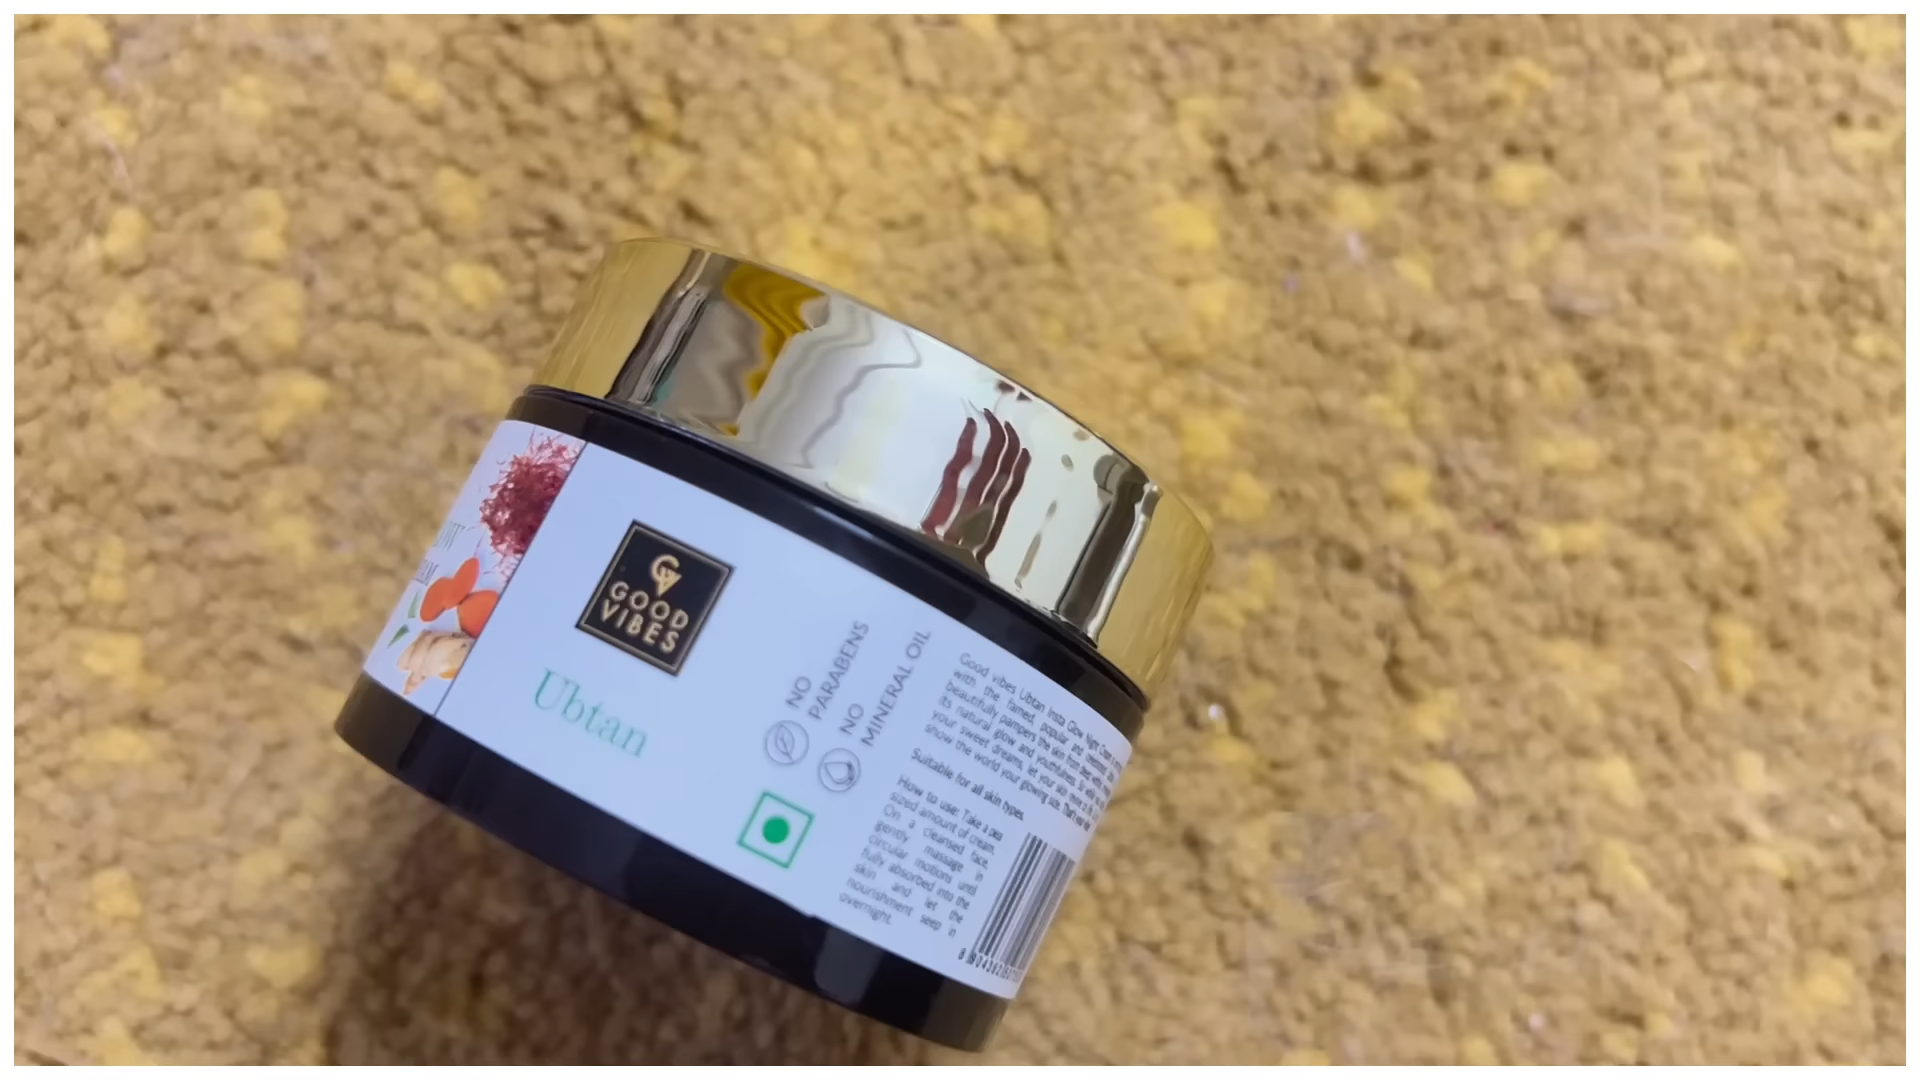 GV
GOOD
VIBES
Ubtan
NO
PARABENS
NO
MINERAL OIL
Good vibes Ubtan Insta Glow Night Cream
with the famed, popular and
beautifully pampers the skin from
its natural glow and youthfulness. So
your sweet dreams, let your skin
show the world your glowing
Suitable for all skin types.
How to use: Take a pea
sized amount of cream.
On a cleansed face,
gently massage in
circular motions until
fully absorbed into the
skin and let the
nourishment seep in
overnight.